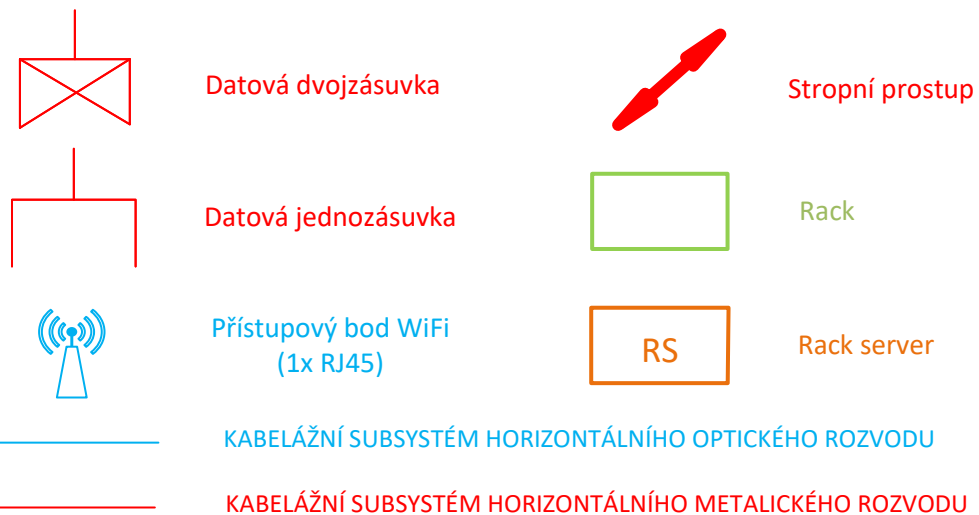 Datová dvojzásuvka
Stropní prostup
Datová jednozásuvka
Rack
Přístupový bod WiFi
(1x RJ45)
RS
Rack server
KABELÁŽNÍ SUBSYSTÉM HORIZONTÁLNÍHO OPTICKÉHO ROZVODU
KABELÁŽNÍ SUBSYSTÉM HORIZONTÁLNÍHO METALICKÉHO ROZVODU